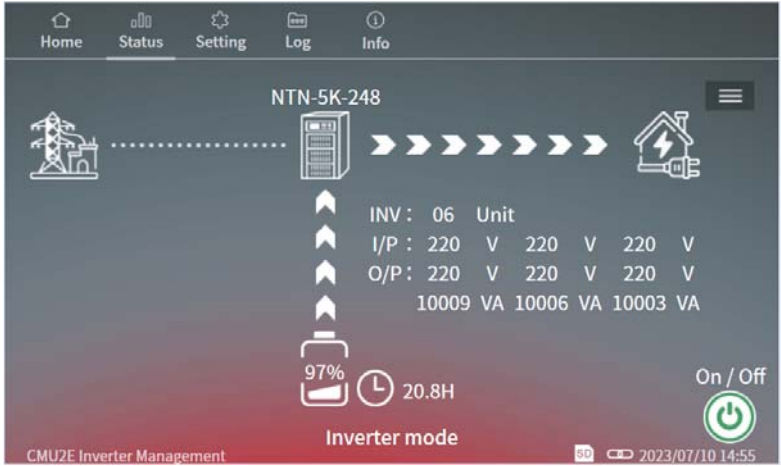 Home Status Setting Log Info
NTN-5K-248
INV : 06 Unit
I/P : 220 V 220 V 220 V
O/P : 220 V 220 V 220 V
10009 VA 10006 VA 10003 VA
97%
20.8H
On / Off
Inverter mode
CMU2E Inverter Management SD 2023/07/10 14:55